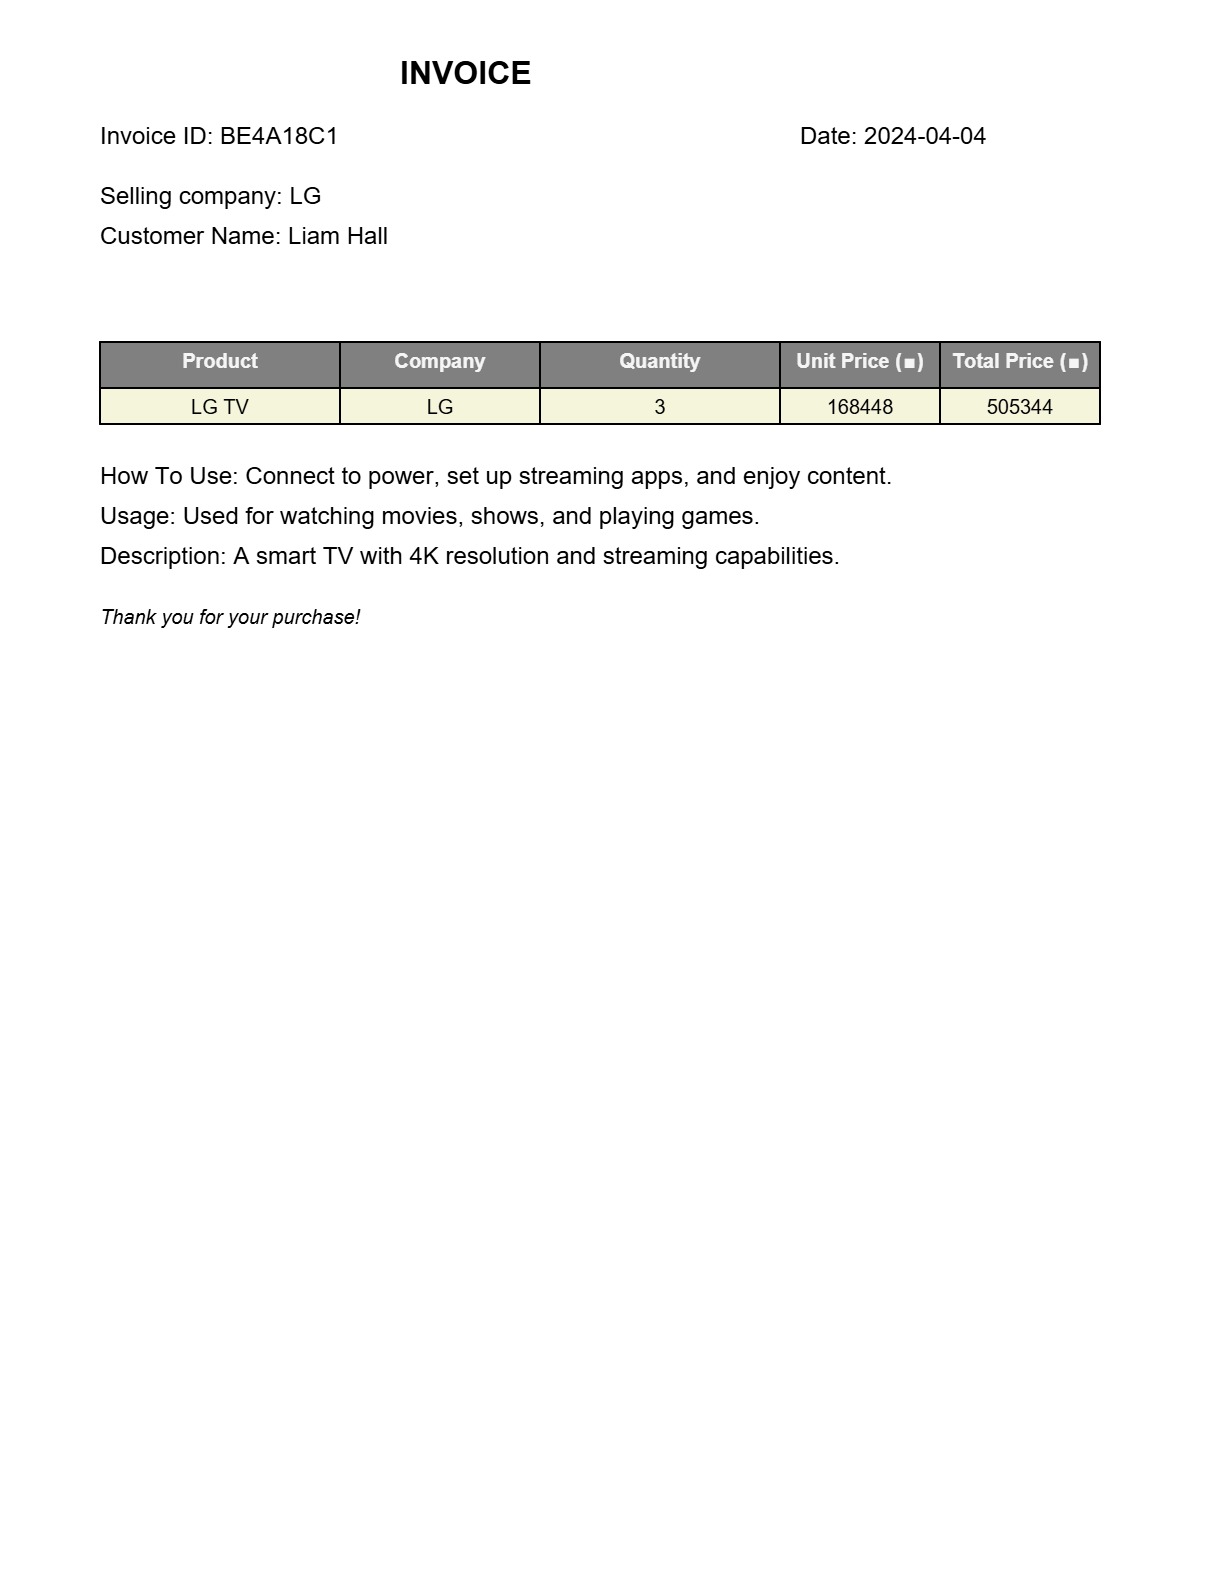 INVOICE
Invoice ID: BE4A18C1 Date: 2024-04-04
Selling company: LG
Customer Name: Liam Hall
Product Company Quantity Unit Price (■) Total Price (■)
LG TV LG 3 168448 505344
How To Use: Connect to power, set up streaming apps, and enjoy content.
Usage: Used for watching movies, shows, and playing games.
Description: A smart TV with 4K resolution and streaming capabilities.
Thank you for your purchase!